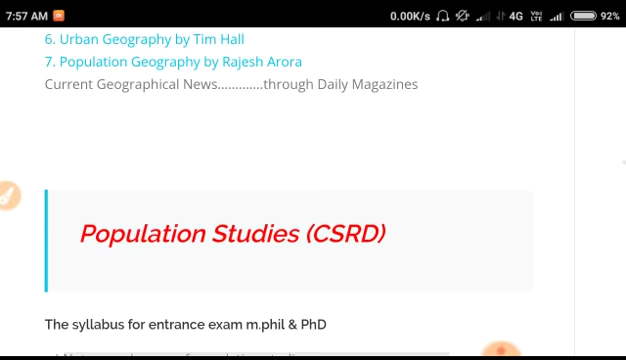 7:57 AM 0.00K/s 4G VoLTE 92%
6. Urban Geography by Tim Hall
7. Population Geography by Rajesh Arora
Current Geographical News.............through Daily Magazines
Population Studies (CSRD)
The syllabus for entrance exam m.phil & PhD